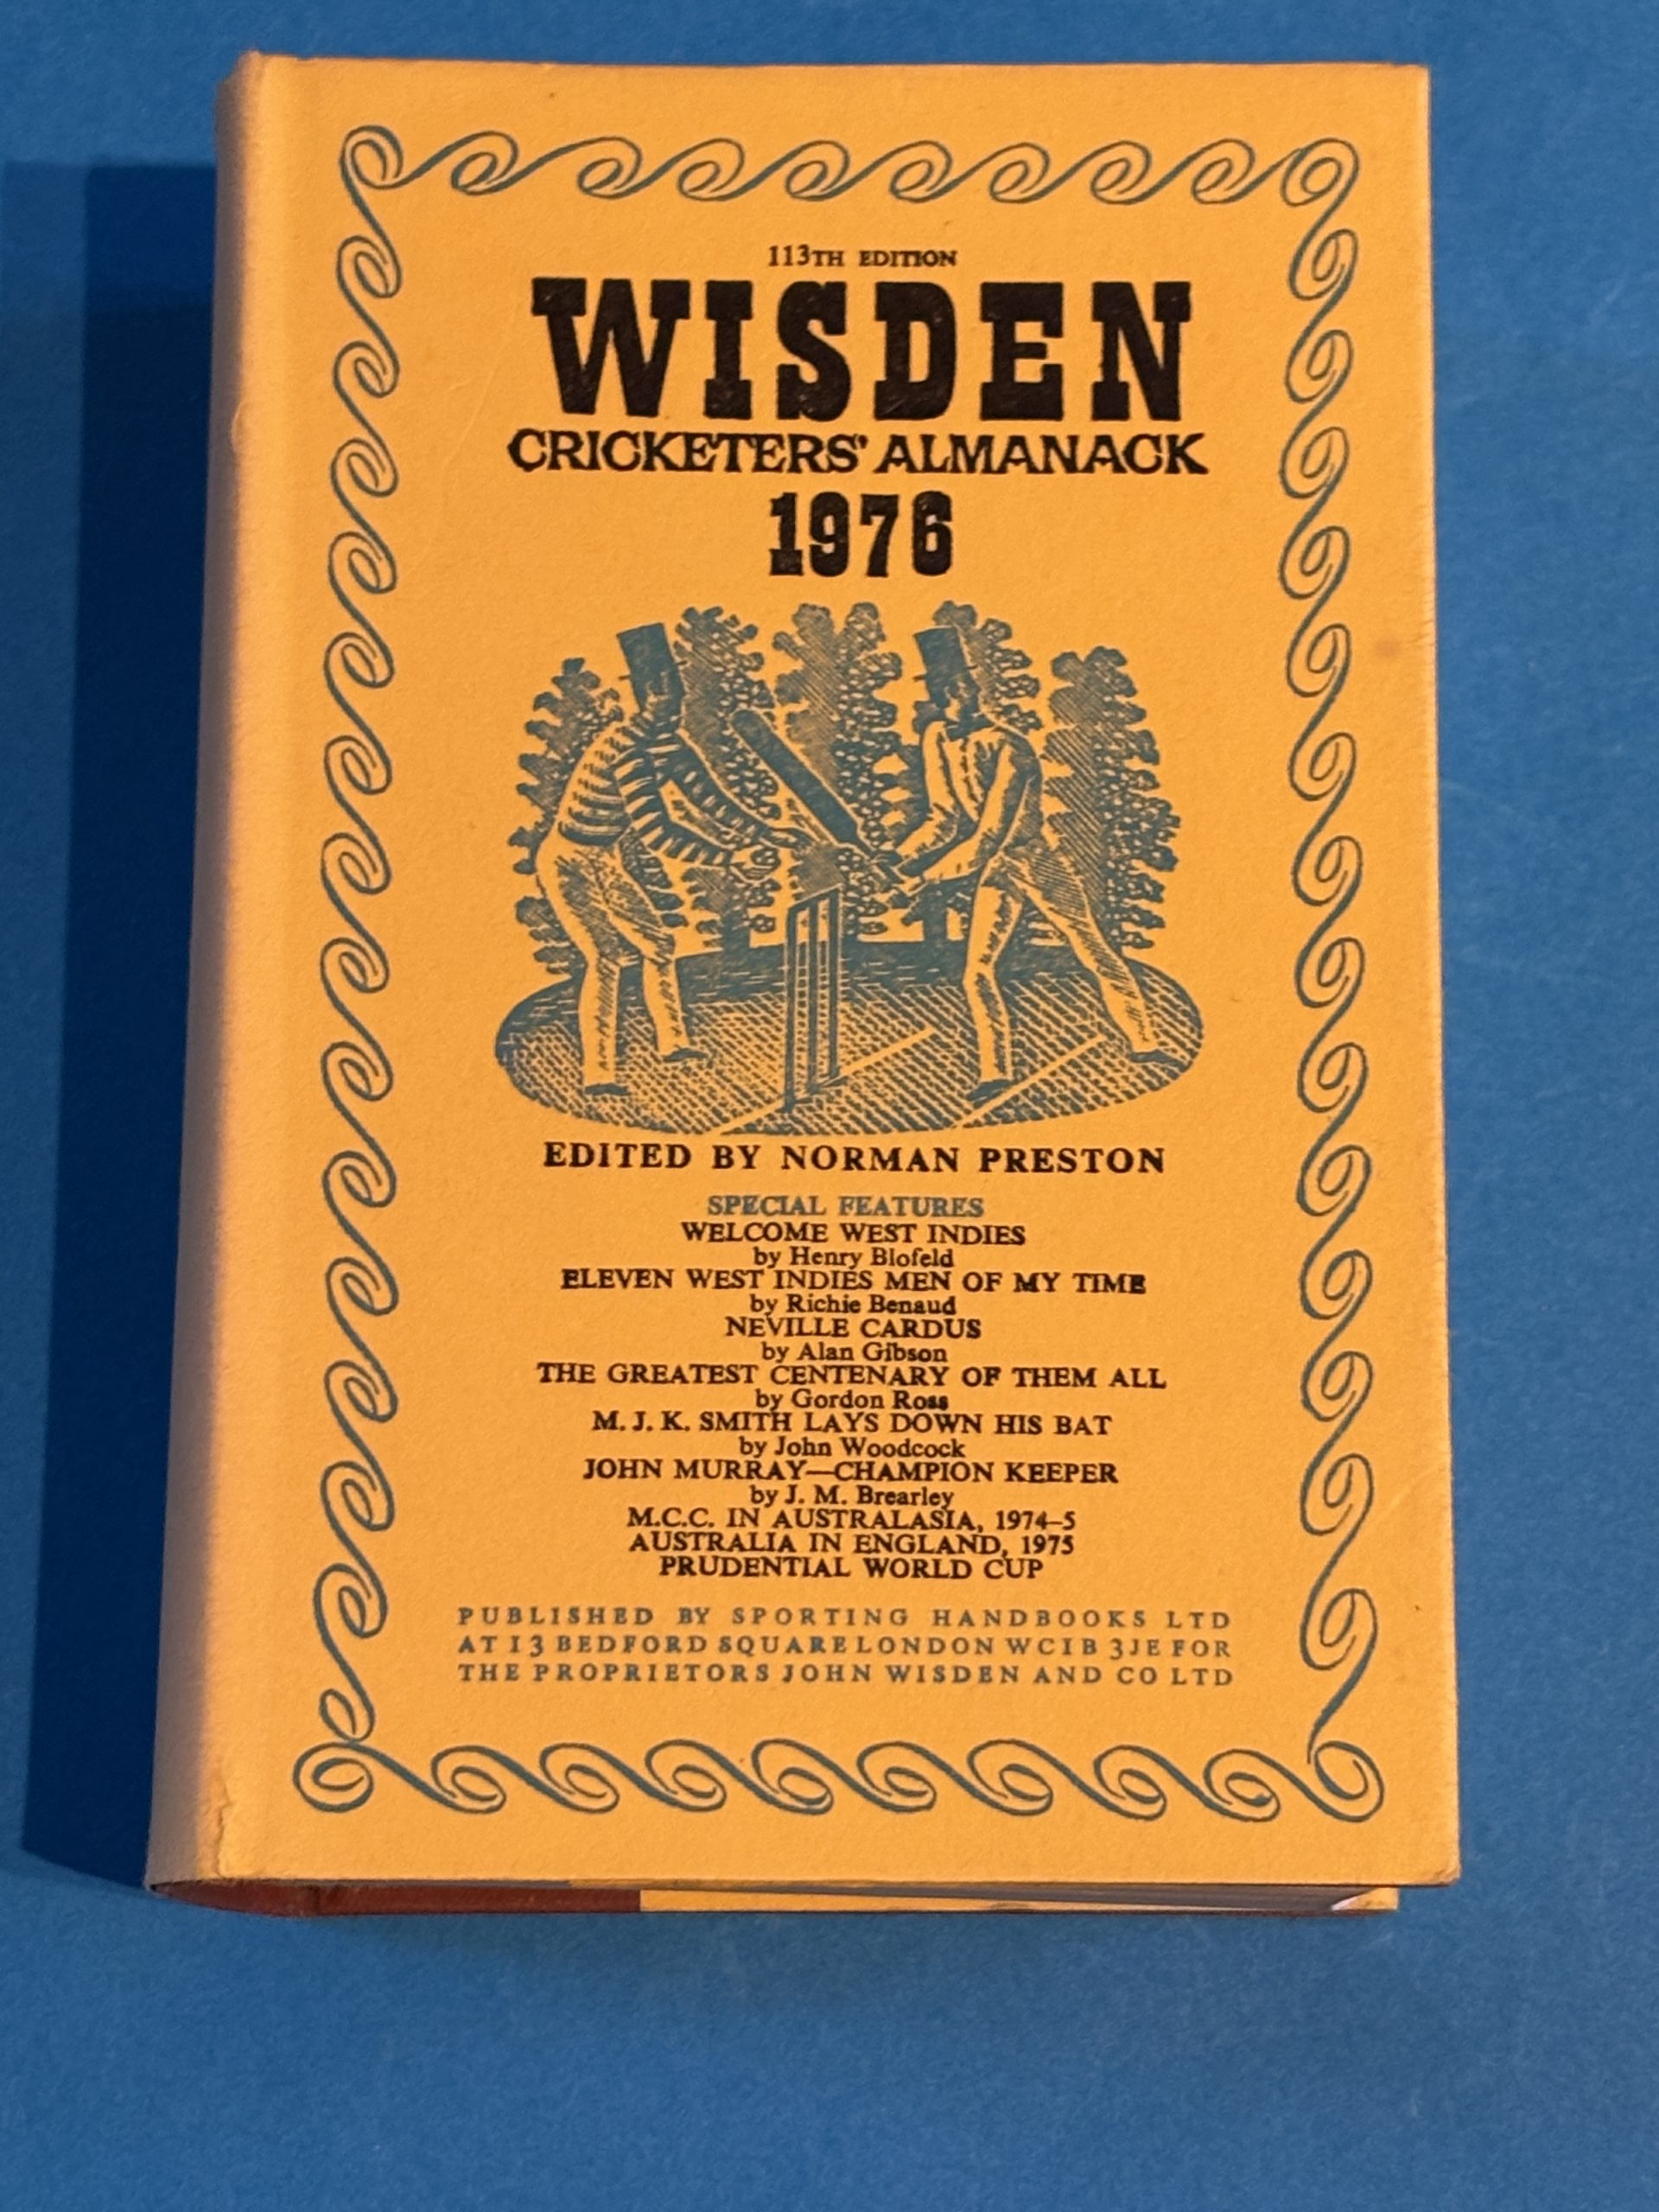 113TH EDITION
WISDEN
CRICKETERS' ALMANACK
1976
EDITED BY NORMAN PRESTON
SPECIAL FEATURES
WELCOME WEST INDIES
by Henry Blofeld
ELEVEN WEST INDIES MEN OF MY TIME
by Richie Benaud
NEVILLE CARDUS
by Alan Gibson
THE GREATEST CENTENARY OF THEM ALL
by Gordon Ross
M. J. K. SMITH LAYS DOWN HIS BAT
by John Woodcock
JOHN MURRAY—CHAMPION KEEPER
by J. M. Brearley
M.C.C. IN AUSTRALASIA, 1974–5
AUSTRALIA IN ENGLAND, 1975
PRUDENTIAL WORLD CUP
PUBLISHED BY SPORTING HANDBOOKS LTD
AT 13 BEDFORD SQUARE LONDON WC1B 3JE FOR
THE PROPRIETORS JOHN WISDEN AND CO LTD